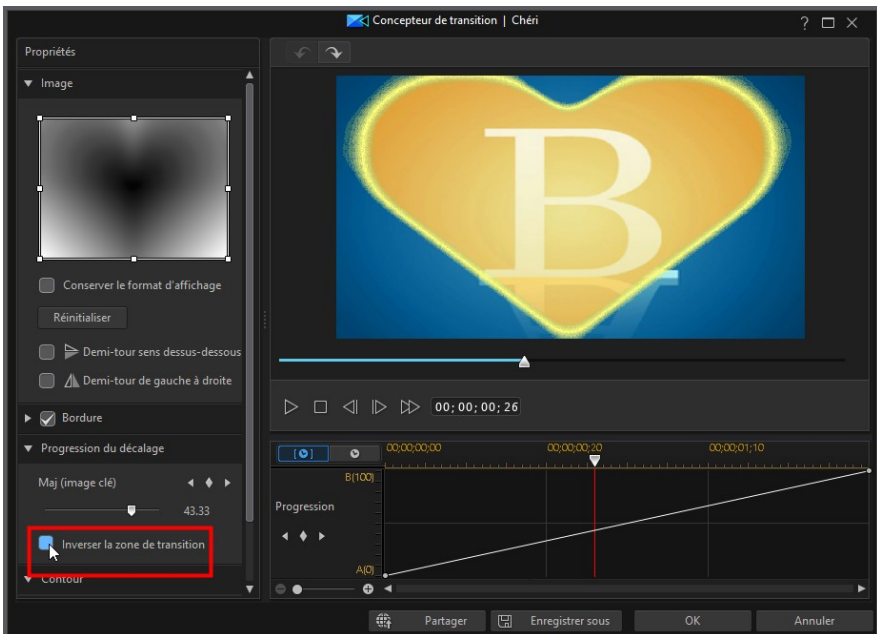 Concepteur de transition | Chéri
Propriétés
Image
Conserver le format d'affichage
Réinitialiser
Demi-tour sens dessus-dessous
Demi-tour de gauche à droite
Bordure
Progression du décalage
Maj (image clé)
43.33
Inverser la zone de transition
Contour
B
00;00;00;26
00;00;00;00 00;00;00;20 00;00;01;10
B(100)
Progression
A(0)
Partager Enregistrer sous OK Annuler